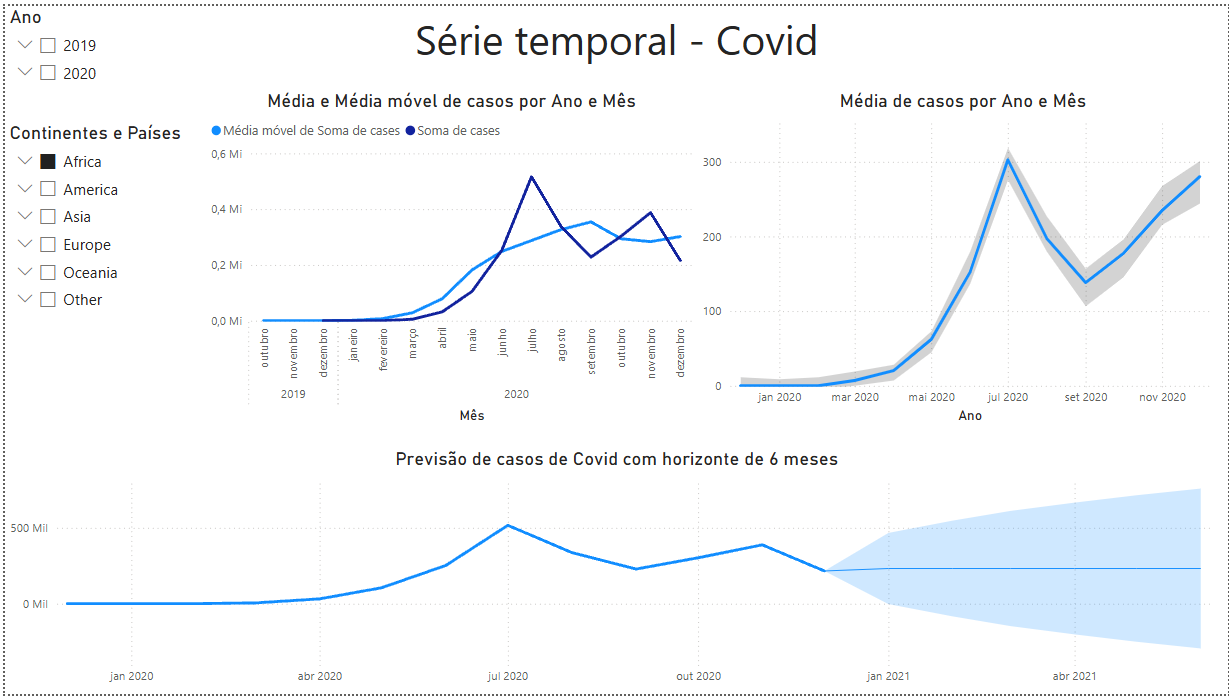 Ano
2019
2020
Série temporal - Covid
Continentes e Países
Africa
America
Asia
Europe
Oceania
Other
Média e Média móvel de casos por Ano e Mês
Média móvel de Soma de cases Soma de cases
0,6 Mi
0,4 Mi
0,2 Mi
0,0 Mi
outubro
novembro
dezembro
janeiro
fevereiro
março
abril
maio
junho
julho
agosto
setembro
outubro
novembro
dezembro
2019 2020
Mês
Média de casos por Ano e Mês
300
200
100
0
jan 2020 mar 2020 mai 2020 jul 2020 set 2020 nov 2020
Ano
Previsão de casos de Covid com horizonte de 6 meses
500 Mil
0 Mil
jan 2020 abr 2020 jul 2020 out 2020 jan 2021 abr 2021